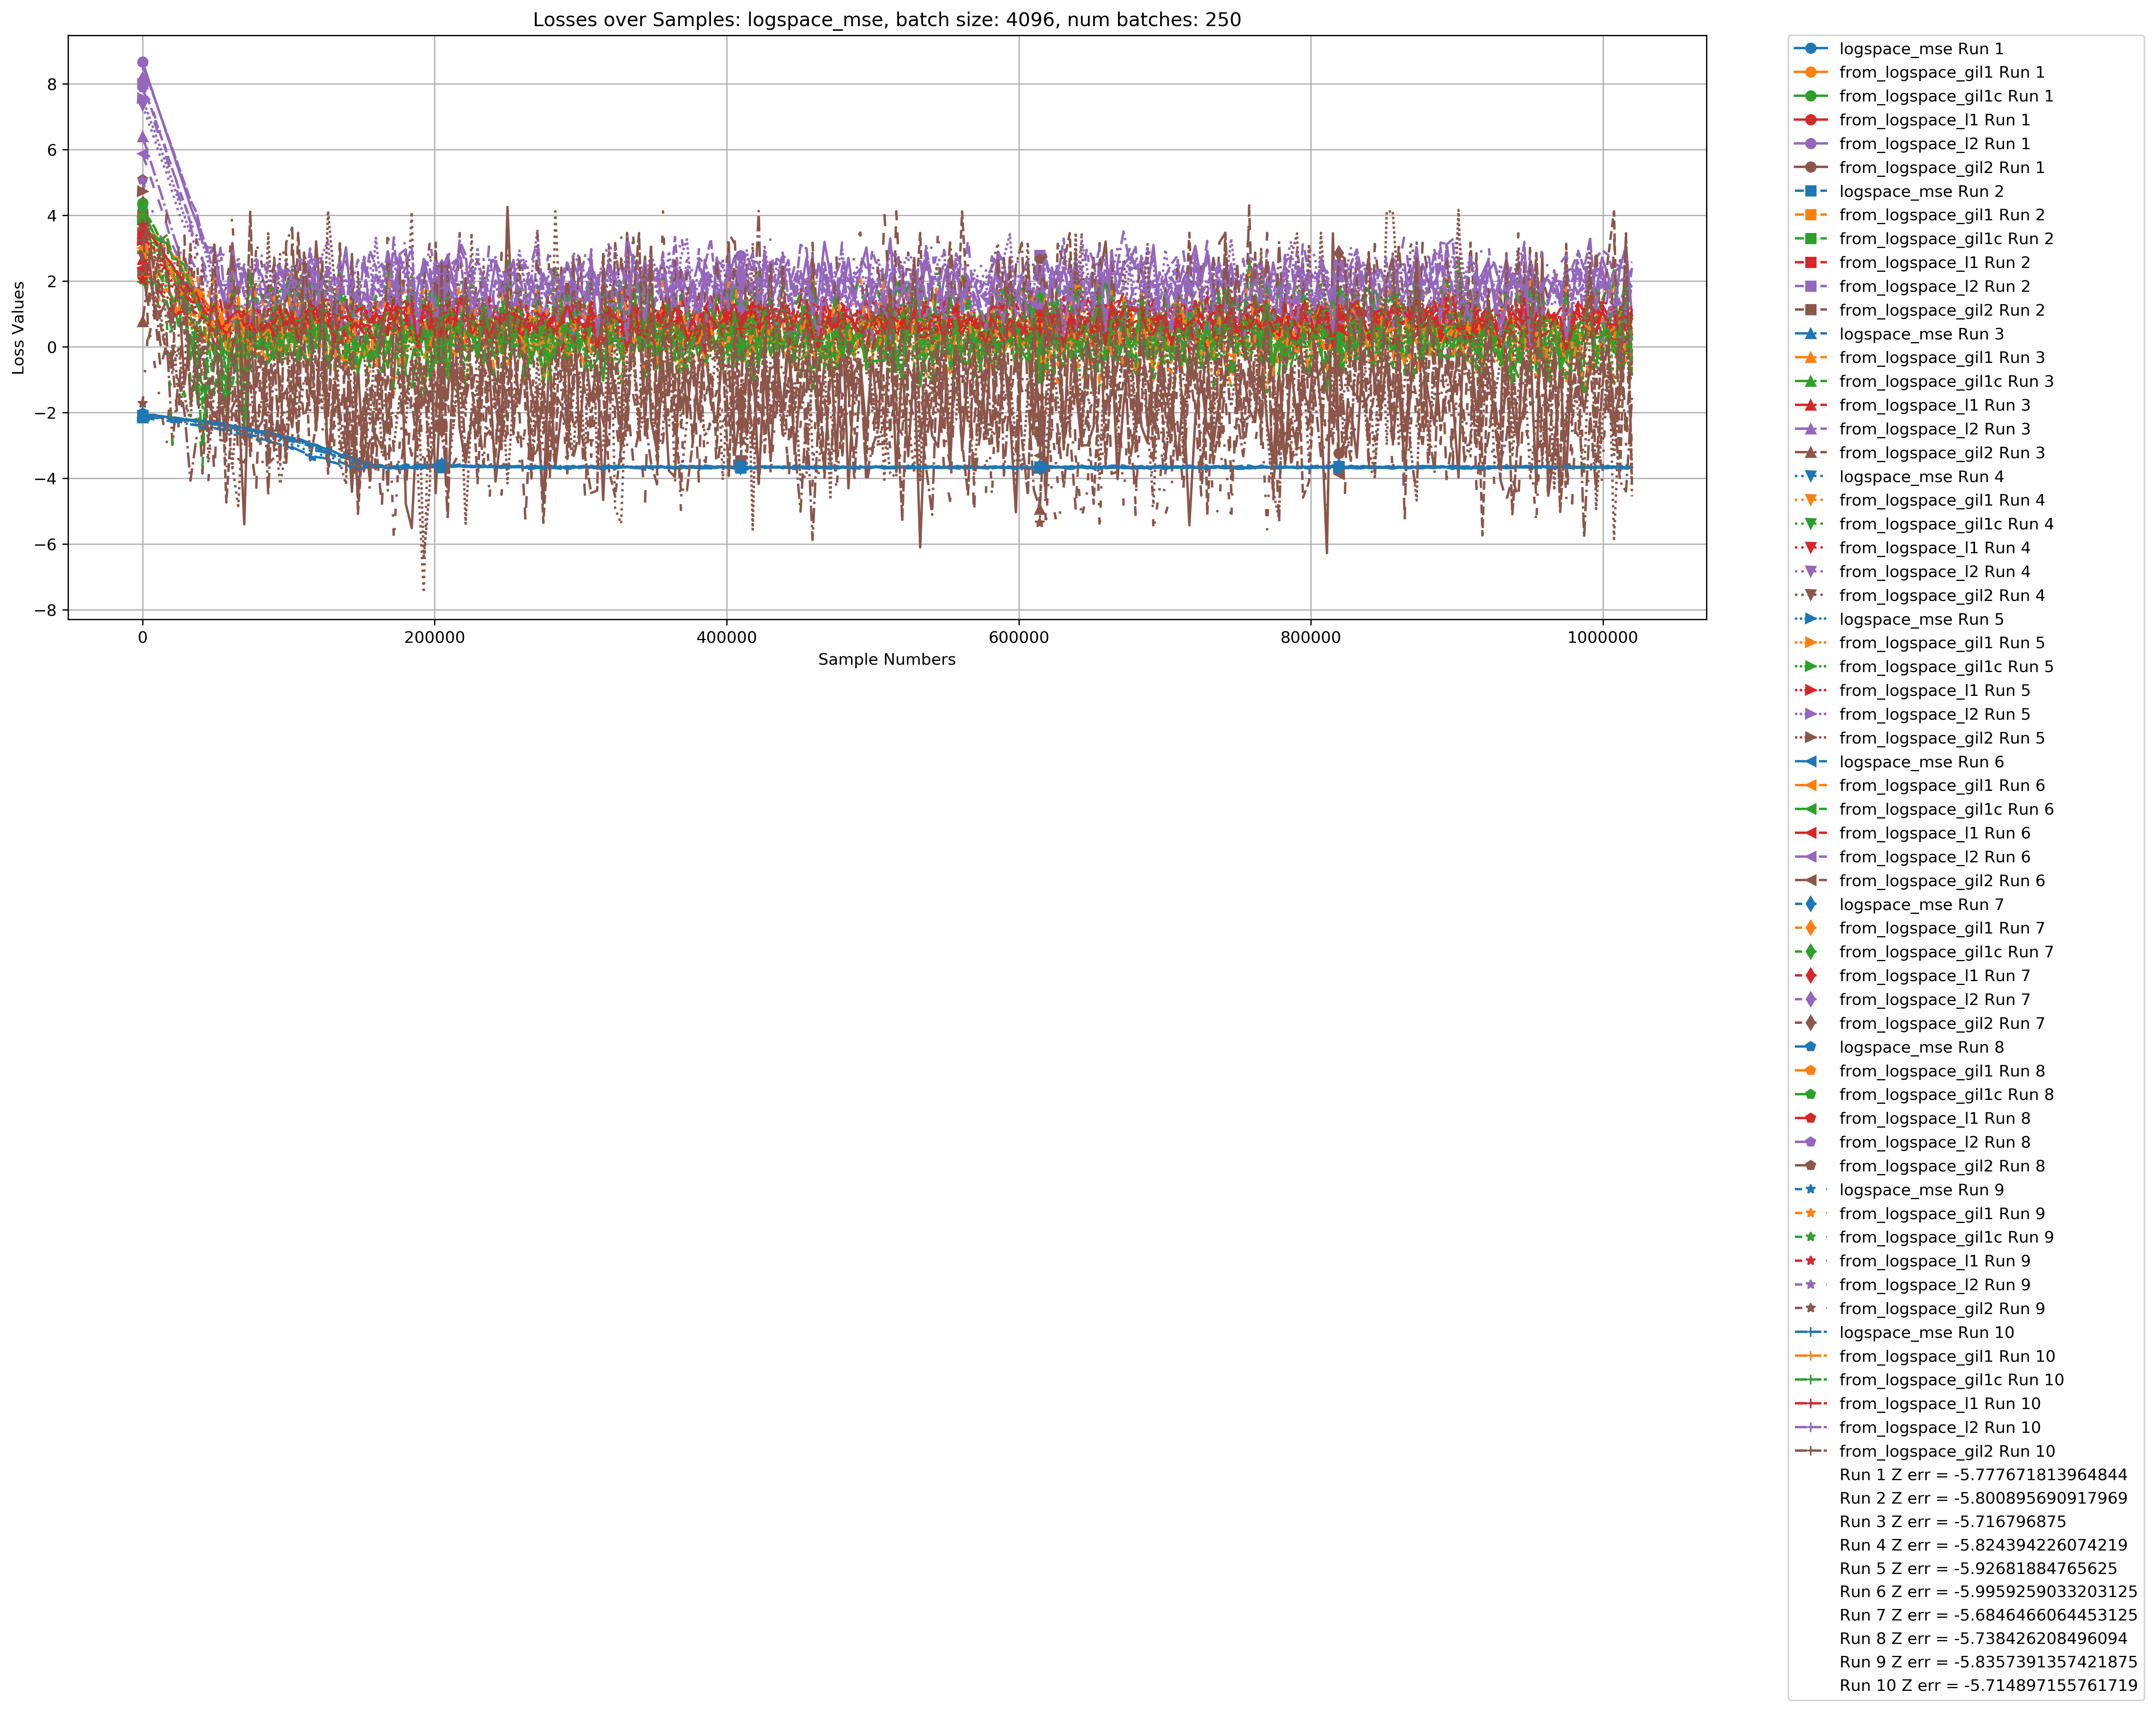 Losses over Samples: logspace_mse, batch size: 4096, num batches: 250
Loss Values
8
6
4
2
0
−2
−4
−6
−8
0 200000 400000 600000 800000 1000000
Sample Numbers
logspace_mse Run 1
from_logspace_gil1 Run 1
from_logspace_gil1c Run 1
from_logspace_l1 Run 1
from_logspace_l2 Run 1
from_logspace_gil2 Run 1
logspace_mse Run 2
from_logspace_gil1 Run 2
from_logspace_gil1c Run 2
from_logspace_l1 Run 2
from_logspace_l2 Run 2
from_logspace_gil2 Run 2
logspace_mse Run 3
from_logspace_gil1 Run 3
from_logspace_gil1c Run 3
from_logspace_l1 Run 3
from_logspace_l2 Run 3
from_logspace_gil2 Run 3
logspace_mse Run 4
from_logspace_gil1 Run 4
from_logspace_gil1c Run 4
from_logspace_l1 Run 4
from_logspace_l2 Run 4
from_logspace_gil2 Run 4
logspace_mse Run 5
from_logspace_gil1 Run 5
from_logspace_gil1c Run 5
from_logspace_l1 Run 5
from_logspace_l2 Run 5
from_logspace_gil2 Run 5
logspace_mse Run 6
from_logspace_gil1 Run 6
from_logspace_gil1c Run 6
from_logspace_l1 Run 6
from_logspace_l2 Run 6
from_logspace_gil2 Run 6
logspace_mse Run 7
from_logspace_gil1 Run 7
from_logspace_gil1c Run 7
from_logspace_l1 Run 7
from_logspace_l2 Run 7
from_logspace_gil2 Run 7
logspace_mse Run 8
from_logspace_gil1 Run 8
from_logspace_gil1c Run 8
from_logspace_l1 Run 8
from_logspace_l2 Run 8
from_logspace_gil2 Run 8
logspace_mse Run 9
from_logspace_gil1 Run 9
from_logspace_gil1c Run 9
from_logspace_l1 Run 9
from_logspace_l2 Run 9
from_logspace_gil2 Run 9
logspace_mse Run 10
from_logspace_gil1 Run 10
from_logspace_gil1c Run 10
from_logspace_l1 Run 10
from_logspace_l2 Run 10
from_logspace_gil2 Run 10
Run 1 Z err = -5.777671813964844
Run 2 Z err = -5.800895690917969
Run 3 Z err = -5.716796875
Run 4 Z err = -5.824394226074219
Run 5 Z err = -5.92681884765625
Run 6 Z err = -5.9959259033203125
Run 7 Z err = -5.6846466064453125
Run 8 Z err = -5.738426208496094
Run 9 Z err = -5.8357391357421875
Run 10 Z err = -5.714897155761719